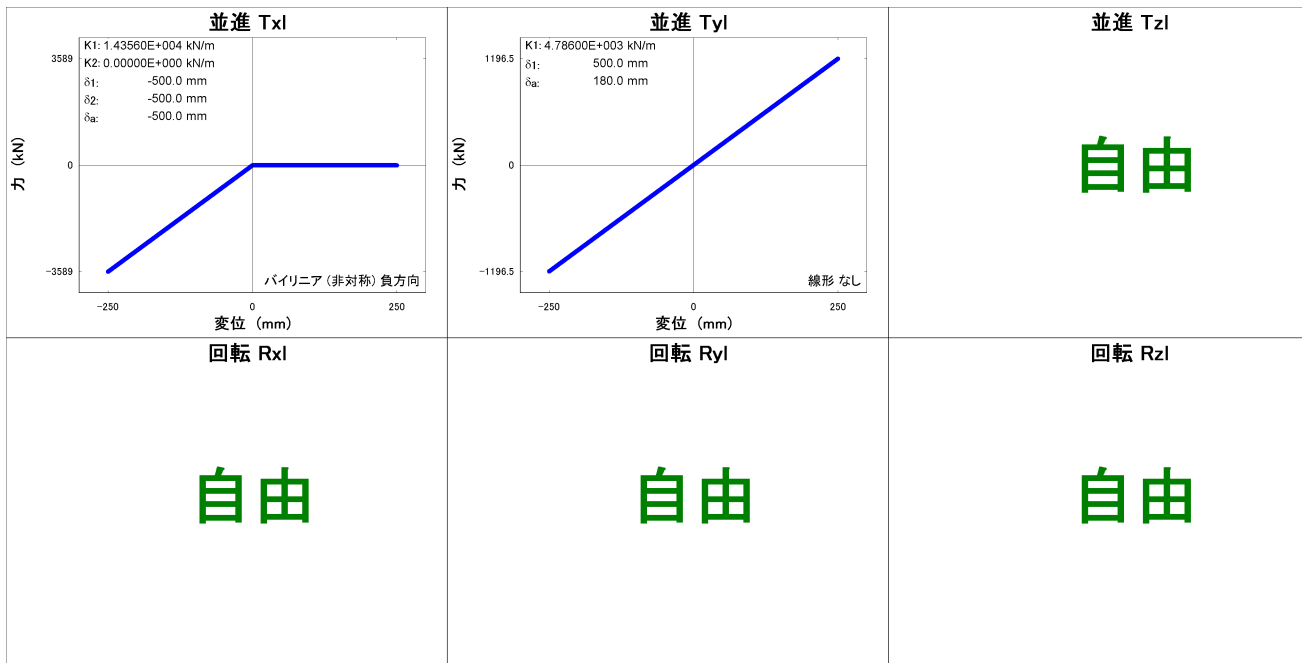 並進 Txl
K1: 1.43560E+004 kN/m
K2: 0.00000E+000 kN/m
δ1: -500.0 mm
δ2: -500.0 mm
δa: -500.0 mm
3589
0
-3589
力 (kN)
バイリニア (非対称) 負方向
-250 0 250
変位 (mm)
並進 Tyl
K1: 4.78600E+003 kN/m
δ1: 500.0 mm
δa: 180.0 mm
1196.5
0
-1196.5
力 (kN)
線形 なし
-250 0 250
変位 (mm)
並進 Tzl
自由
回転 Rxl
自由
回転 Ryl
自由
回転 Rzl
自由